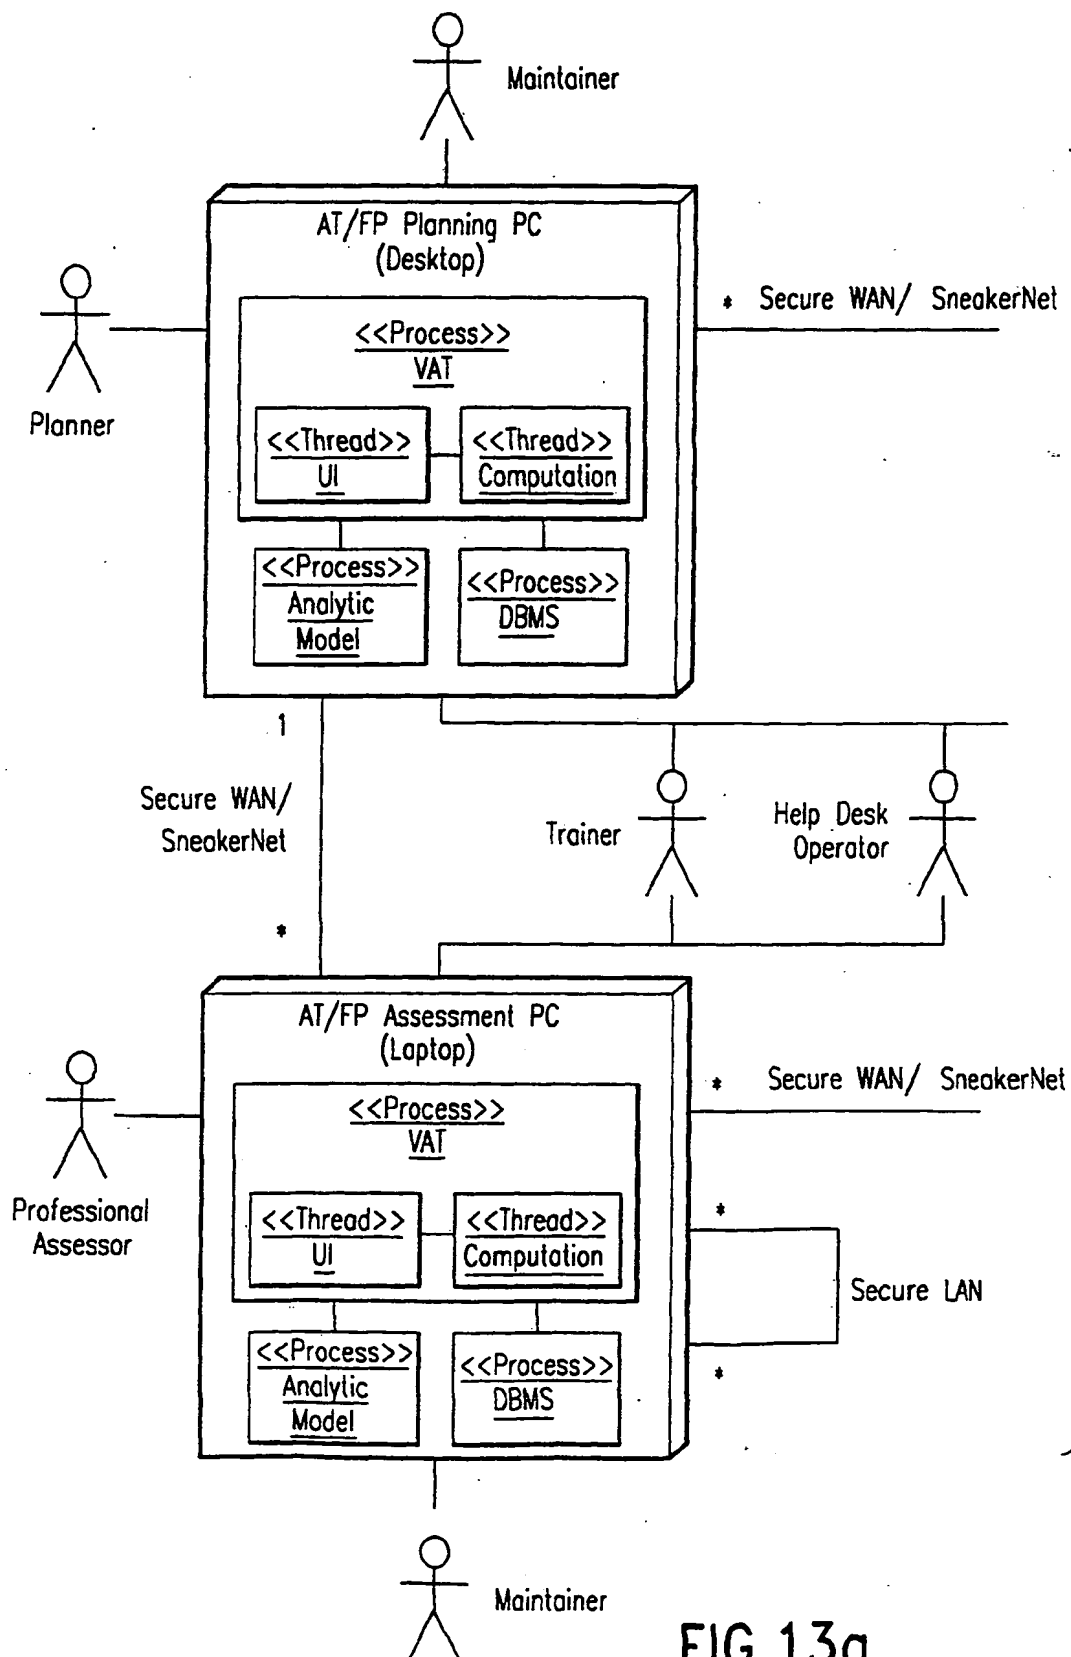 Maintainer
AT/FP Planning PC
(Desktop)
* Secure WAN/ SneakerNet
<<Process>>
VAT
Planner
<<Thread>>
UI
<<Thread>>
Computation
<<Process>>
Analytic
Model
<<Process>>
DBMS
1
Secure WAN/
SneakerNet
*
Trainer
Help Desk
Operator
AT/FP Assessment PC
(Laptop)
* Secure WAN/ SneakerNet
<<Process>>
VAT
Professional
Assessor
<<Thread>>
UI
<<Thread>>
Computation
*
Secure LAN
*
<<Process>>
Analytic
Model
<<Process>>
DBMS
Maintainer
FIG.13a